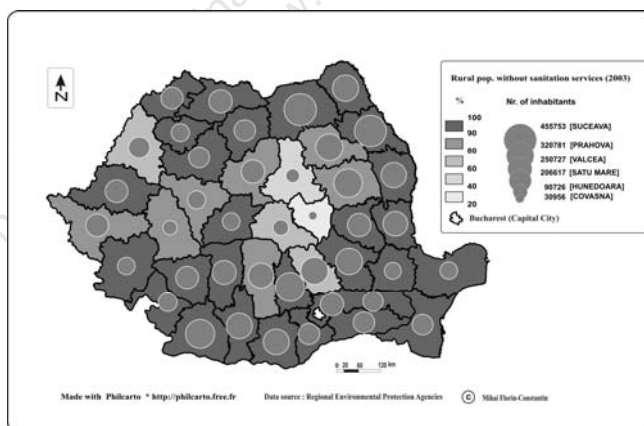 Rural pop. without sanitation services (2003)
% Nr. of inhabitants
100
90
80
60
40
20
455753 [SUCEAVA]
320781 [PRAHOVA]
250727 [VALCEA]
206617 [SATU MARE]
90726 [HUNEDOARA]
30956 [COVASNA]
Bucharest (Capital City)
N
0 20 60 120 km
Made with Philcarto * http://philcarto.free.fr
Data source : Regional Environmental Protection Agencies
© Mihai Florin-Constantin